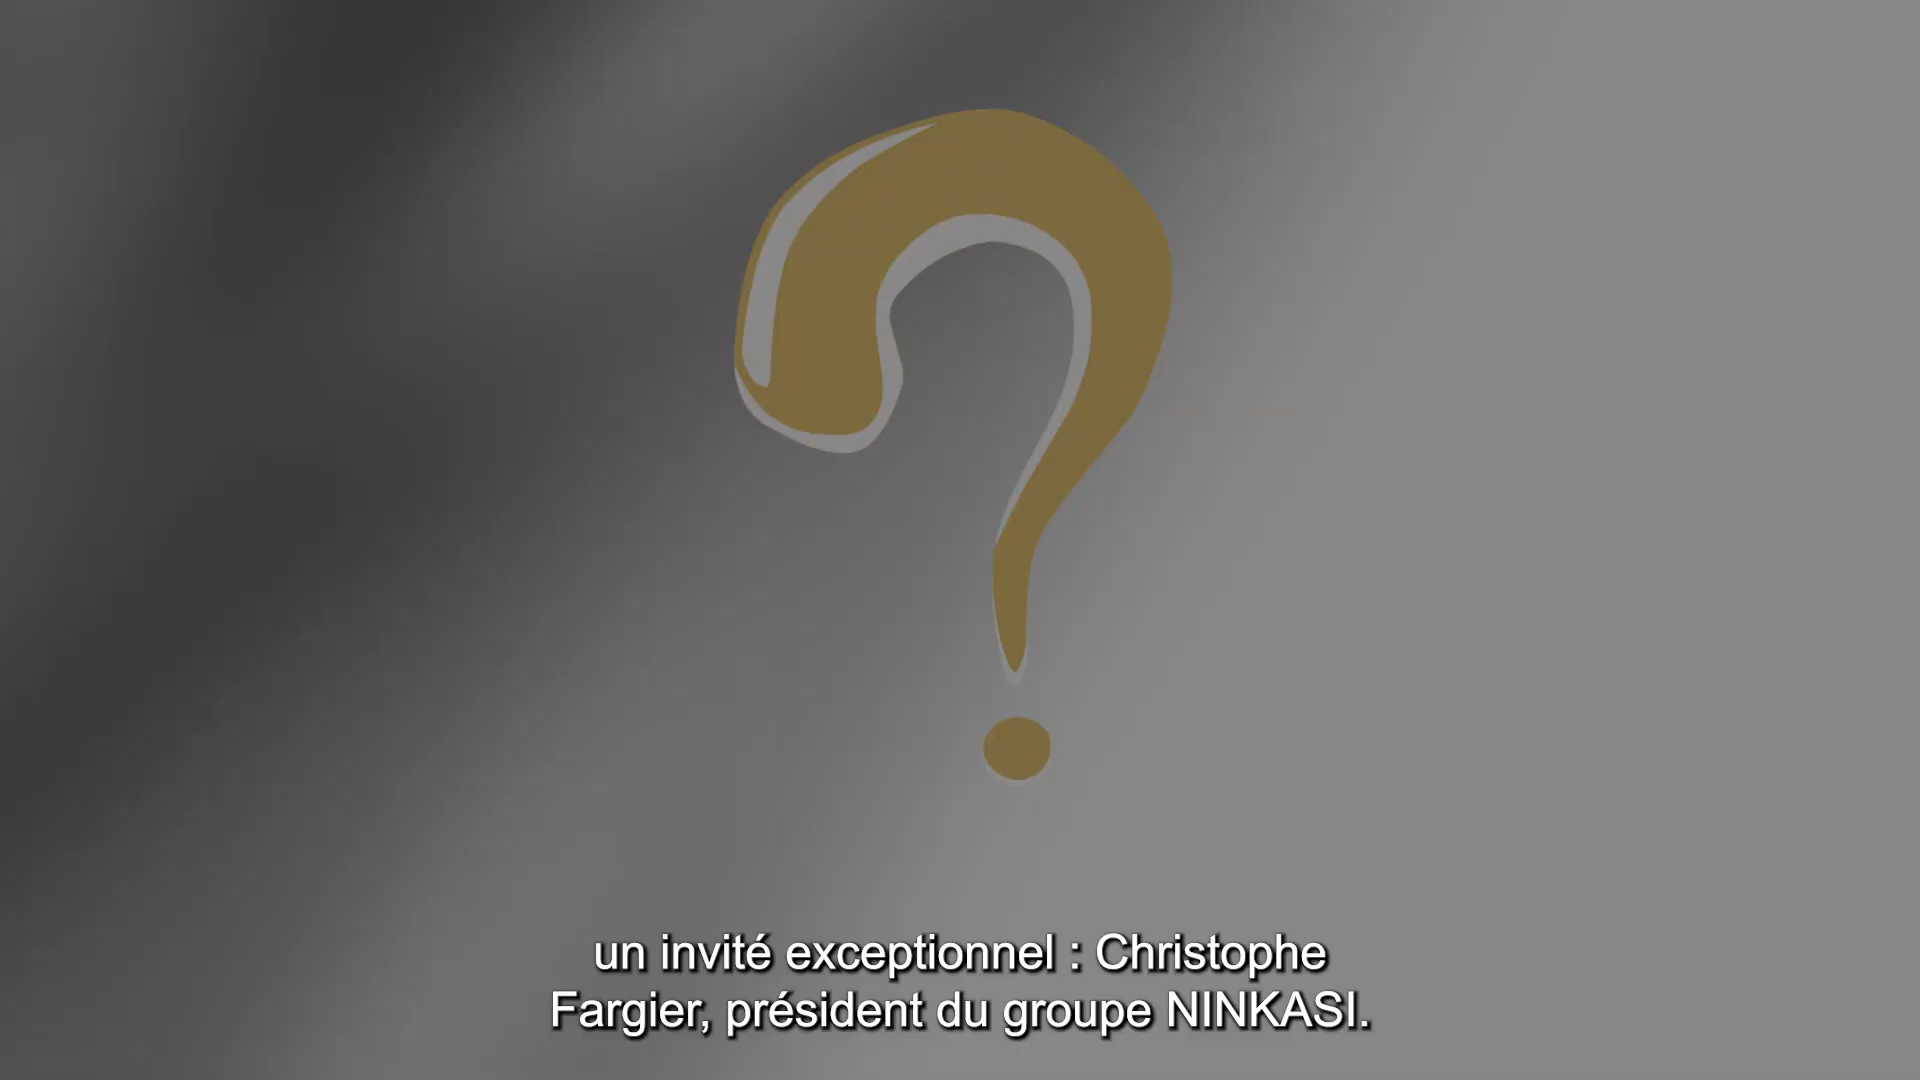 ?
un invité exceptionnel : Christophe
Fargier, président du groupe NINKASI.